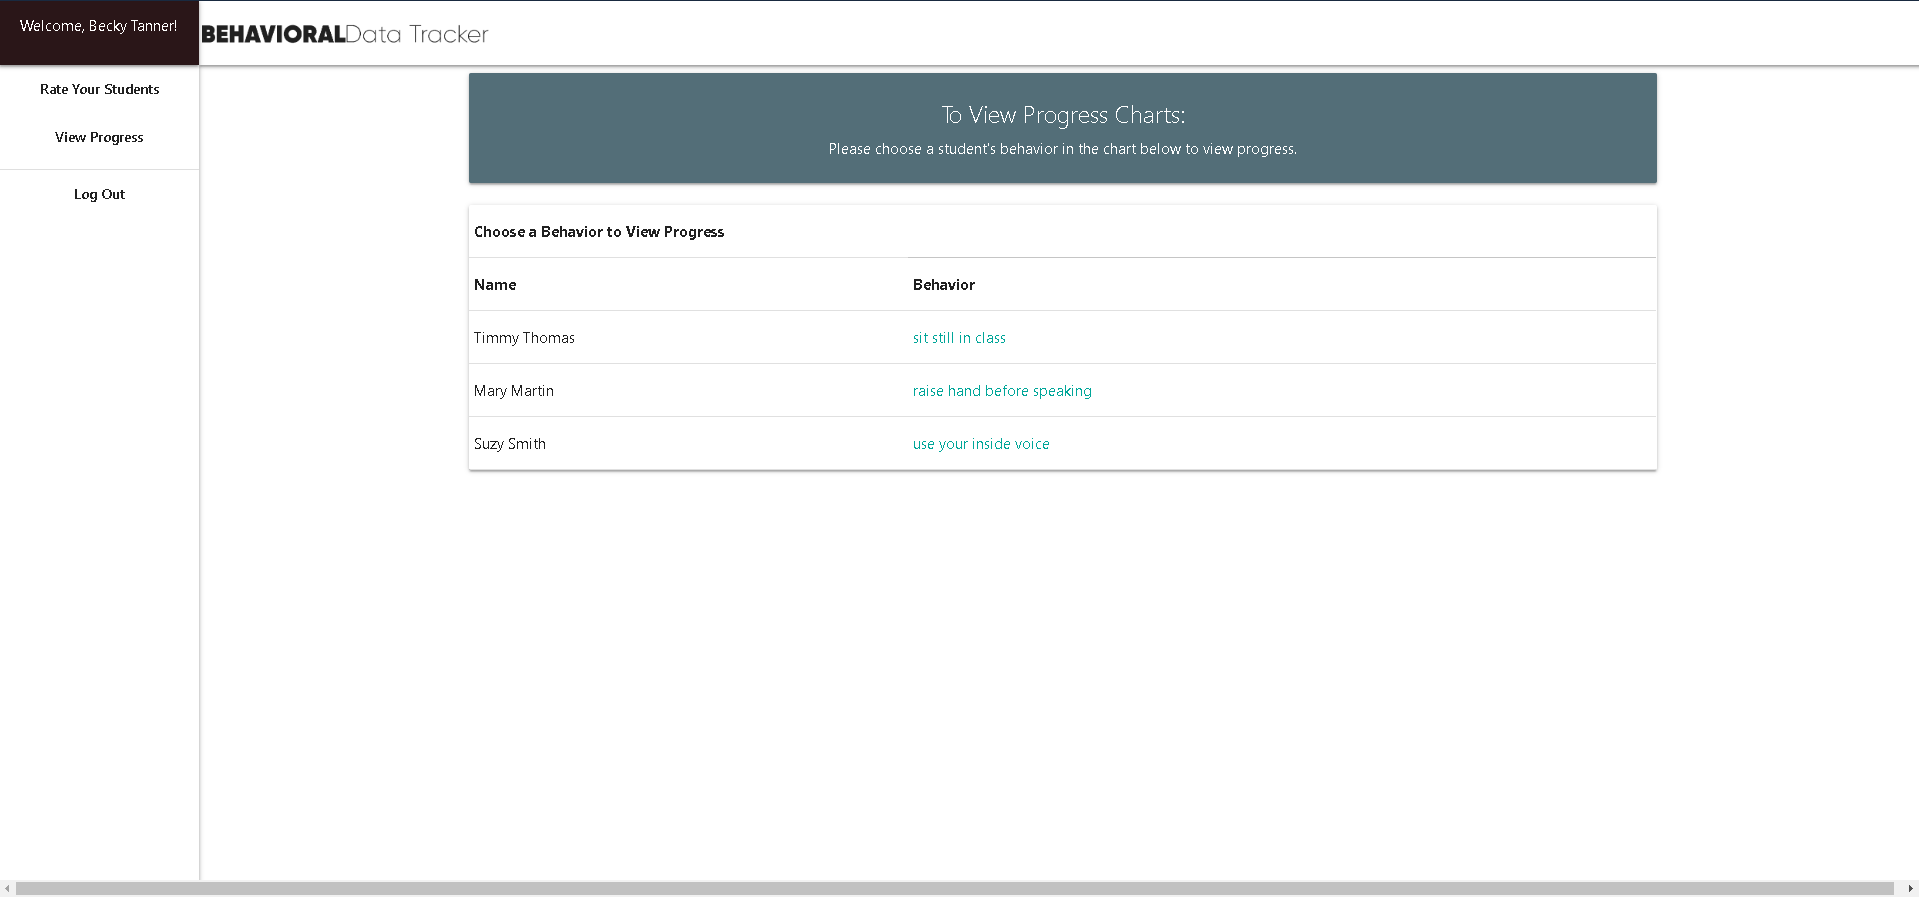 Welcome, Becky Tanner!
BEHAVIORALData Tracker
Rate Your Students
View Progress
Log Out
To View Progress Charts:
Please choose a student's behavior in the chart below to view progress.
Choose a Behavior to View Progress
Name Behavior
Timmy Thomas sit still in class
Mary Martin raise hand before speaking
Suzy Smith use your inside voice